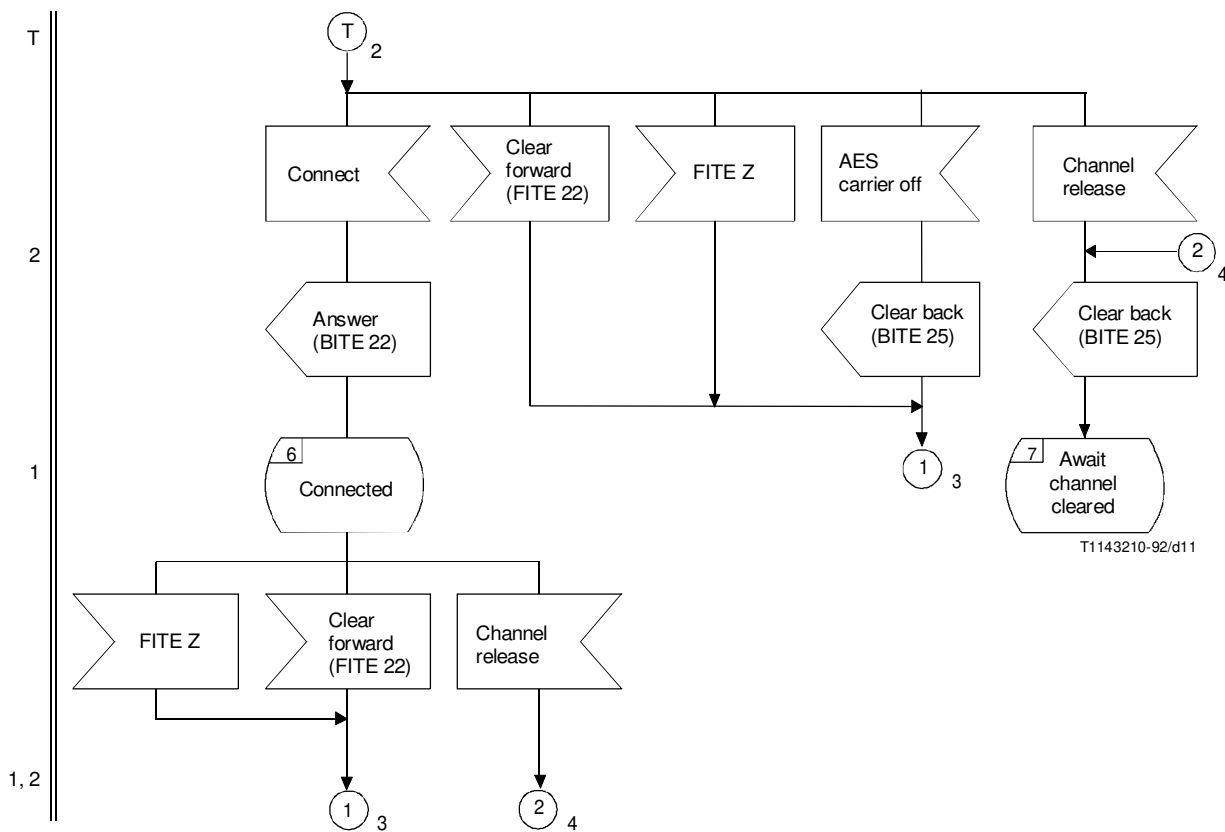 T
T
2
Connect
Clear
forward
(FITE 22)
FITE Z
AES
carrier off
Channel
release
2
2
4
Answer
(BITE 22)
Clear back
(BITE 25)
Clear back
(BITE 25)
1
6
Connected
1
3
7
Await
channel
cleared
T1143210-92/d11
FITE Z
Clear
forward
(FITE 22)
Channel
release
1, 2
1
3
2
4